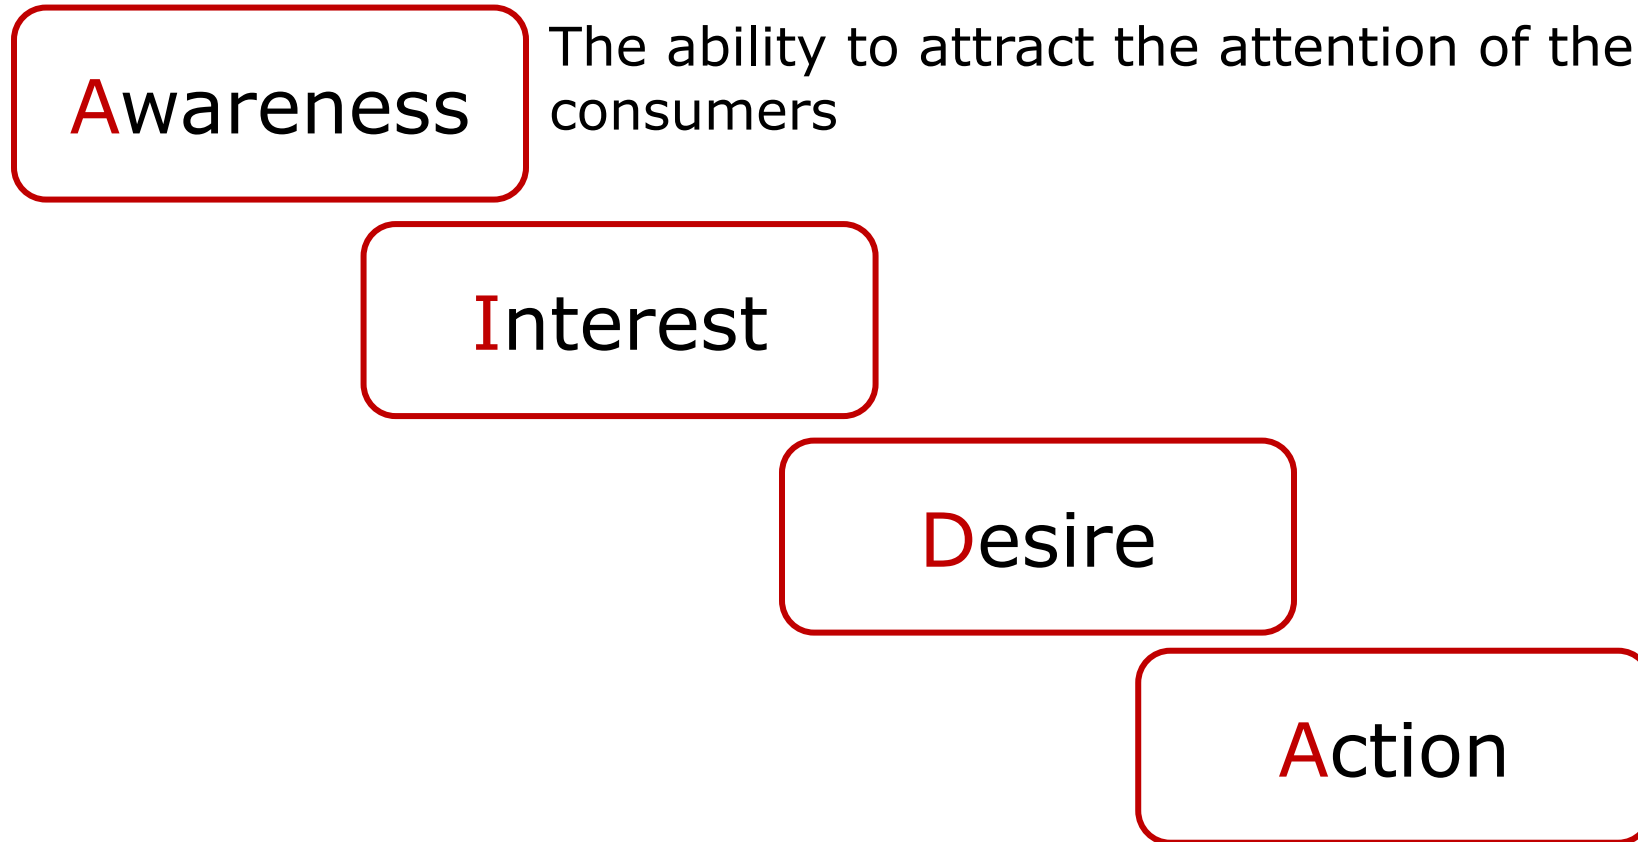 Awareness
The ability to attract the attention of the
consumers
Interest
Desire
Action